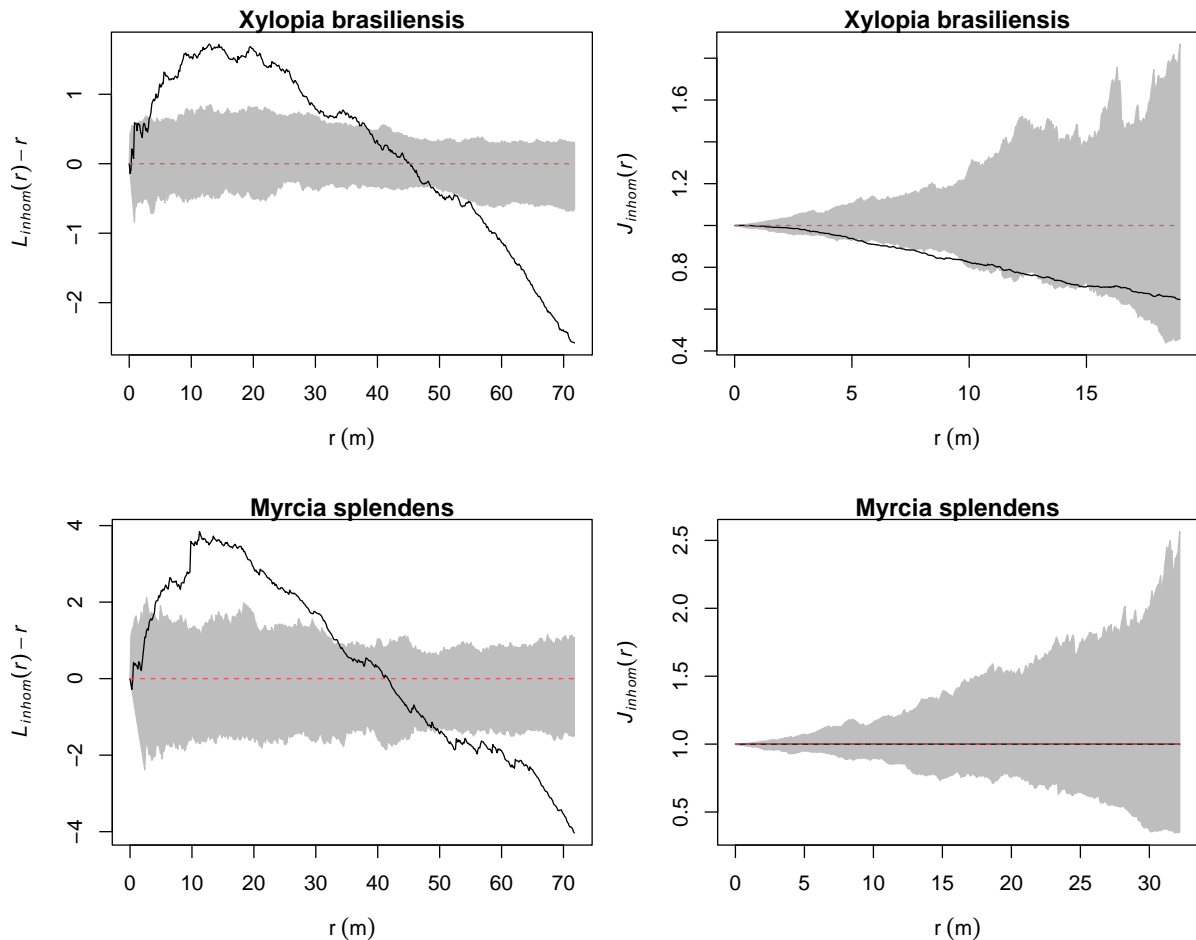 Xylopia brasiliensis
L_inhom(r) − r
1
0
−1
−2
0 10 20 30 40 50 60 70
r (m)
Xylopia brasiliensis
J_inhom(r)
1.6
1.2
0.8
0.4
0 5 10 15
r (m)
Myrcia splendens
L_inhom(r) − r
4
2
0
−2
−4
0 10 20 30 40 50 60 70
r (m)
Myrcia splendens
J_inhom(r)
2.5
2.0
1.5
1.0
0.5
0 5 10 15 20 25 30
r (m)